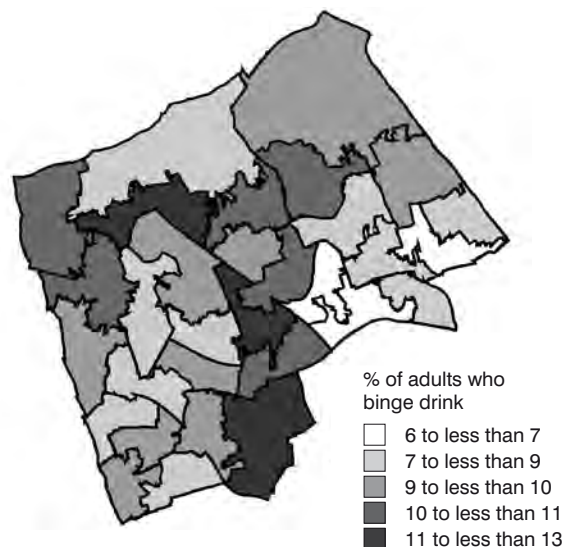 % of adults who
binge drink
6 to less than 7
7 to less than 9
9 to less than 10
10 to less than 11
11 to less than 13